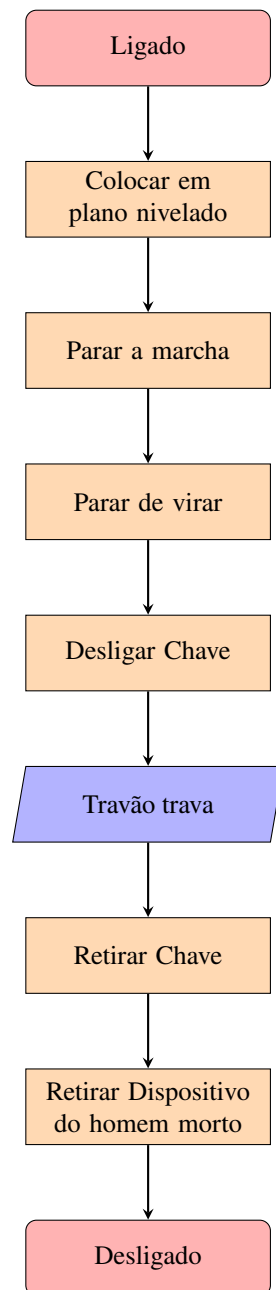 Ligado
Colocar em
plano nivelado
Parar a marcha
Parar de virar
Desligar Chave
Travão trava
Retirar Chave
Retirar Dispositivo
do homem morto
Desligado